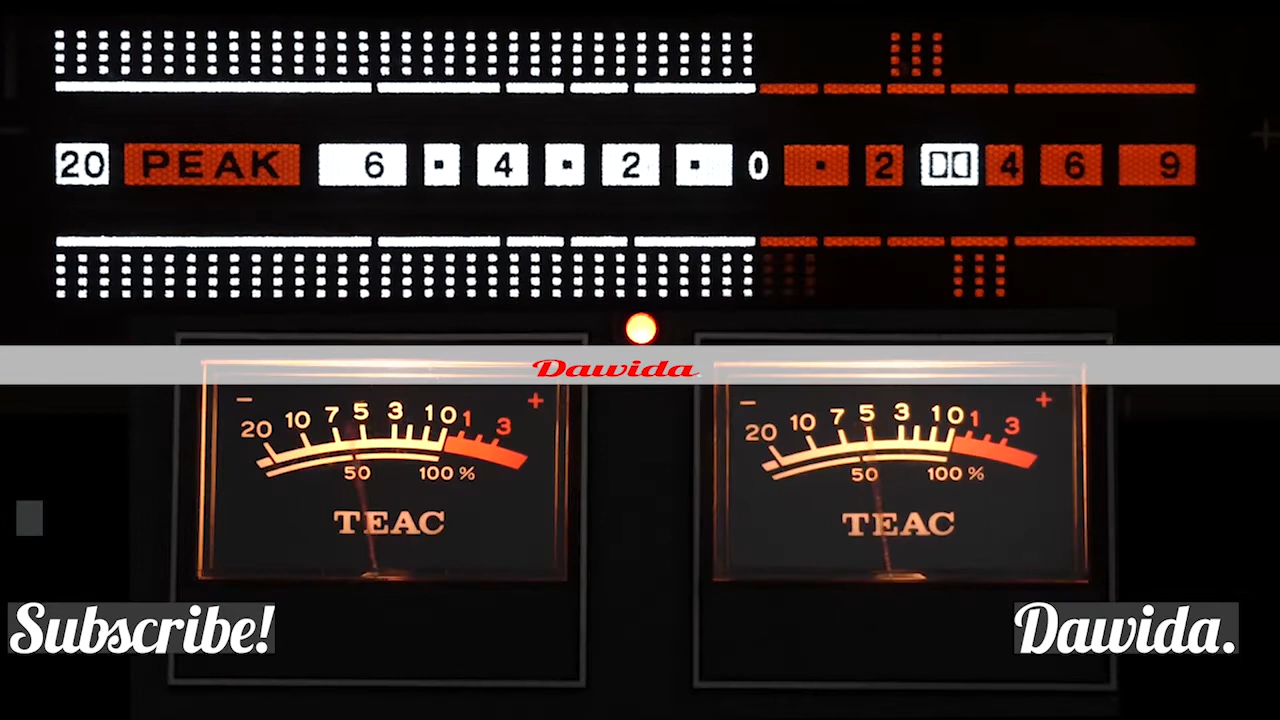 20 PEAK 6 · 4 · 2 · 0 · 2 4 6 9
Dawida
− +
20 10 7 5 3 1 0 1 3
50 100 %
TEAC
− +
20 10 7 5 3 1 0 1 3
50 100 %
TEAC
Subscribe!
Dawida.